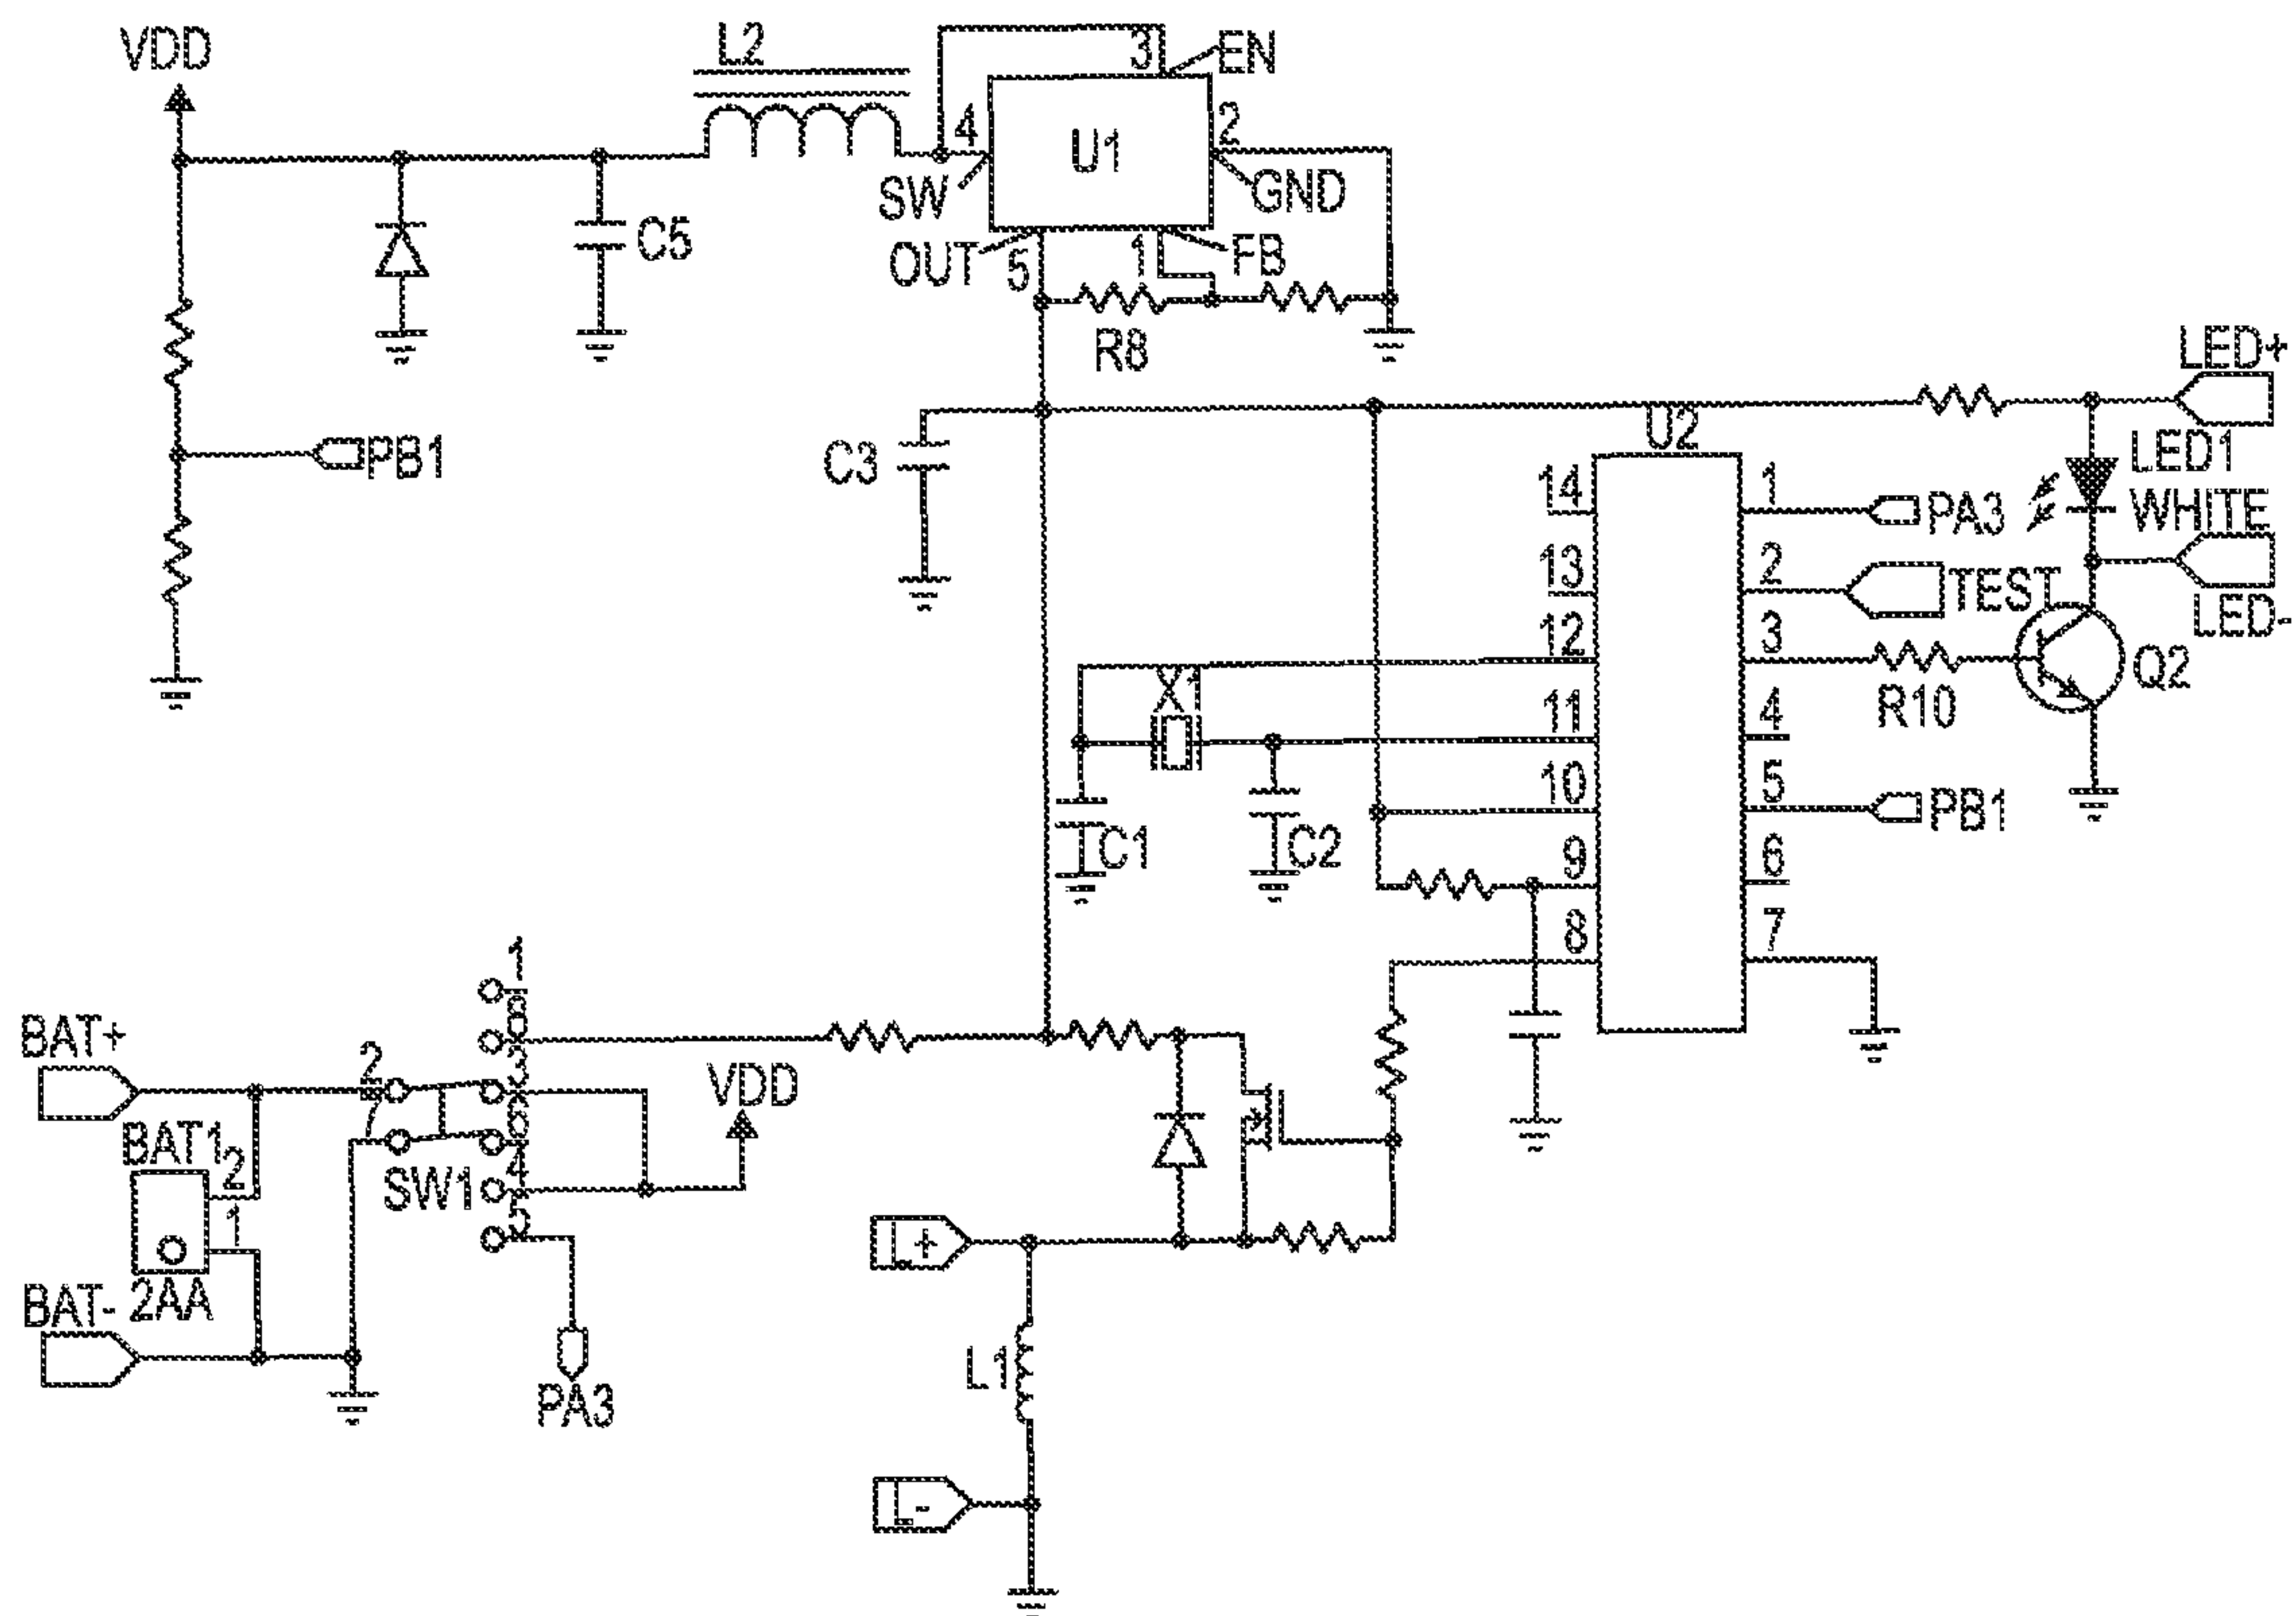 VDD
L2
3
EN
4
U1
2
SW
GND
OUT
5
1
FB
C5
R8
LED+
PB1
C3
U2
14
1
PA3
LED1
WHITE
13
2
TEST
LED-
12
3
X1
R10
Q2
11
4
10
5
PB1
C1
C2
9
6
8
7
1
8
BAT+
2
3
VDD
7
6
BAT1
2
SW1
4
1
5
L+
BAT-
2AA
L1
PA3
L-